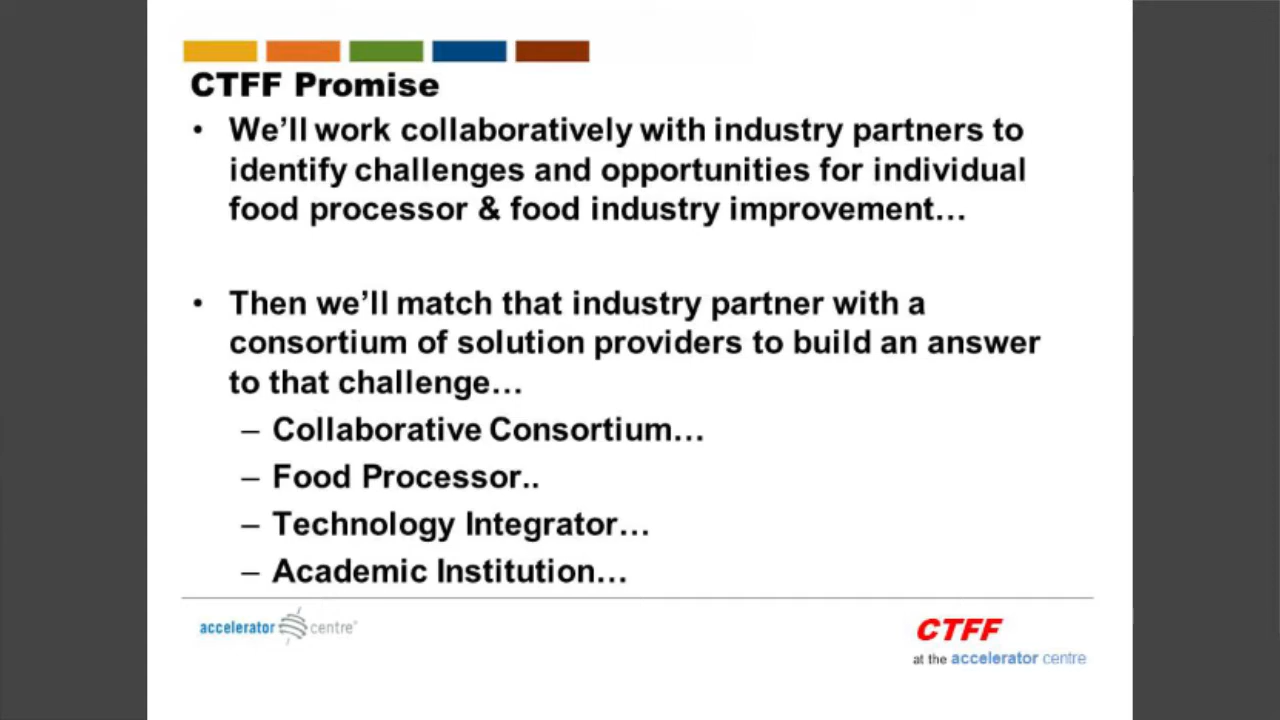 CTFF Promise
• We'll work collaboratively with industry partners to
identify challenges and opportunities for individual
food processor & food industry improvement…
• Then we'll match that industry partner with a
consortium of solution providers to build an answer
to that challenge…
– Collaborative Consortium…
– Food Processor..
– Technology Integrator…
– Academic Institution…
accelerator centre
CTFF
at the accelerator centre